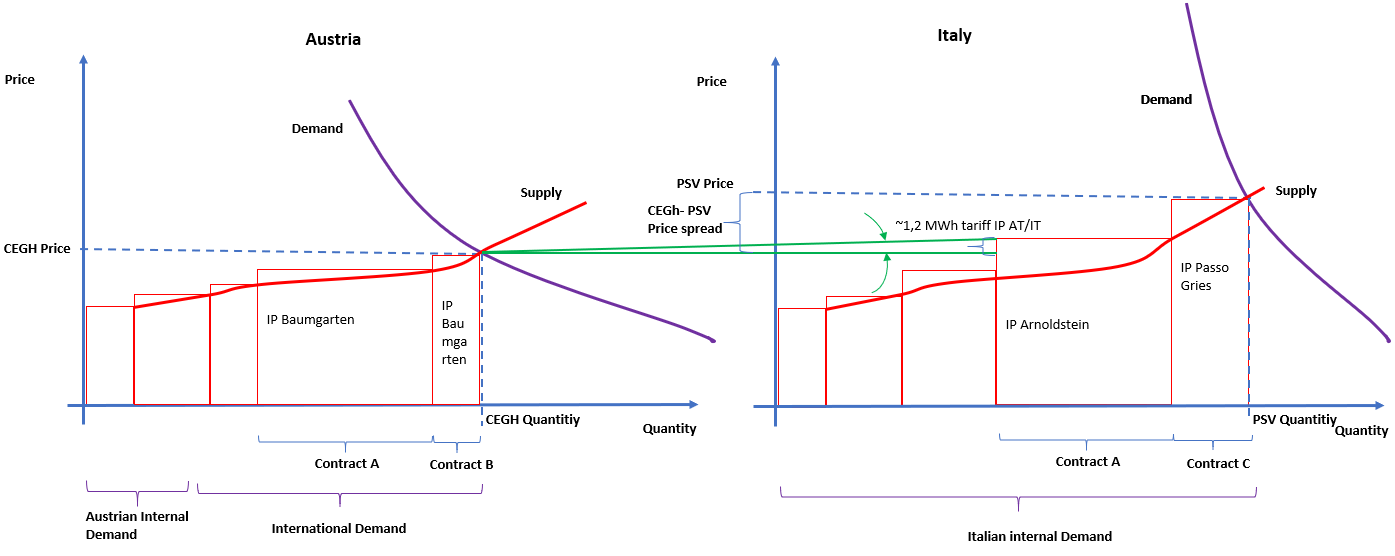 Austria
Price
Demand
Supply
CEGH Price
IP Baumgarten
IP
Bau
mga
rten
CEGH Quantitiy
Quantity
Contract A
Contract B
Austrian Internal
Demand
International Demand
Italy
Price
Demand
PSV Price
CEGh- PSV
Price spread
~1,2 MWh tariff IP AT/IT
Supply
IP Passo
Gries
IP Arnoldstein
PSV Quantitiy
Quantity
Contract A
Contract C
Italian internal Demand